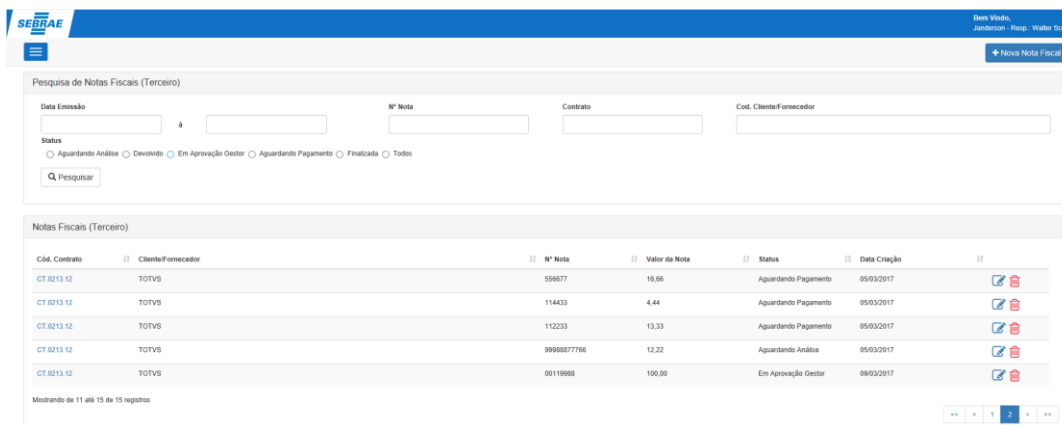 SEBRAE
Bem Vindo,
Janderson - Resp.: Walter Sc
+ Nova Nota Fiscal
Pesquisa de Notas Fiscais (Terceiro)
Data Emissão Nº Nota Contrato Cod. Cliente/Fornecedor
à
Status
Aguardando Análise Devolvido Em Aprovação Gestor Aguardando Pagamento Finalizada Todos
Pesquisar
Notas Fiscais (Terceiro)
Cód. Contrato Cliente/Fornecedor Nº Nota Valor da Nota Status Data Criação
CT.0213.12 TOTVS 556677 16,66 Aguardando Pagamento 05/03/2017
CT.0213.12 TOTVS 114433 4,44 Aguardando Pagamento 05/03/2017
CT.0213.12 TOTVS 112233 13,33 Aguardando Pagamento 05/03/2017
CT.0213.12 TOTVS 99988877766 12,22 Aguardando Análise 05/03/2017
CT.0213.12 TOTVS 00119988 100,00 Em Aprovação Gestor 09/03/2017
Mostrando de 11 até 15 de 15 registros
<< < 1 2 > >>